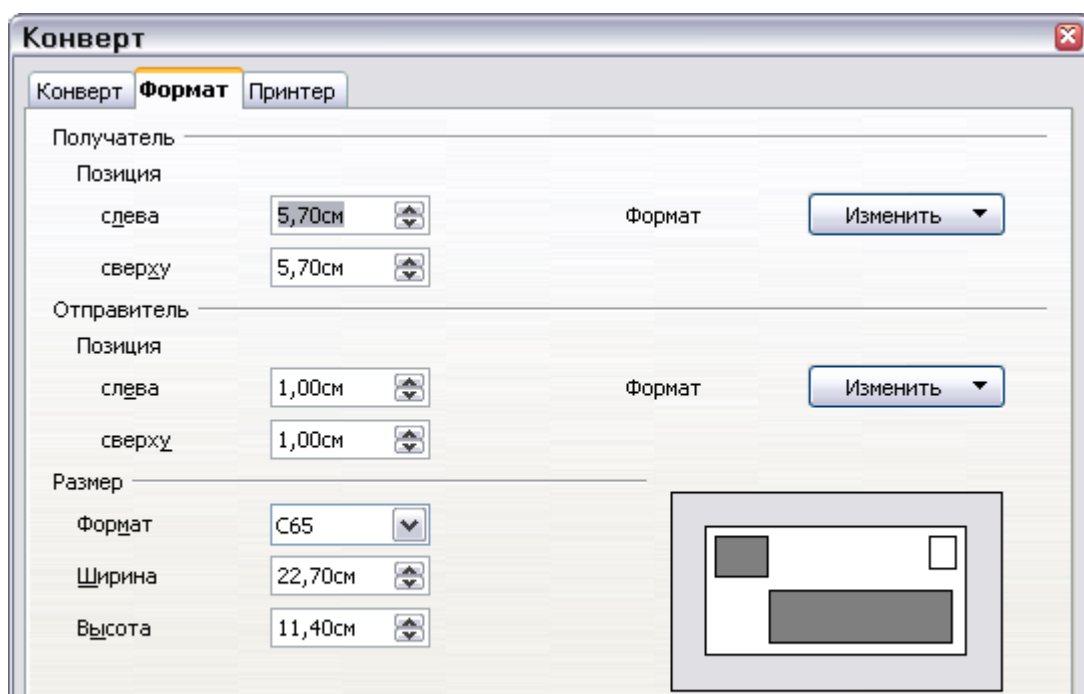 Конверт
Конверт Формат Принтер
Получатель
Позиция
слева 5,70см Формат Изменить
сверху 5,70см
Отправитель
Позиция
слева 1,00см Формат Изменить
сверху 1,00см
Размер
Формат C65
Ширина 22,70см
Высота 11,40см